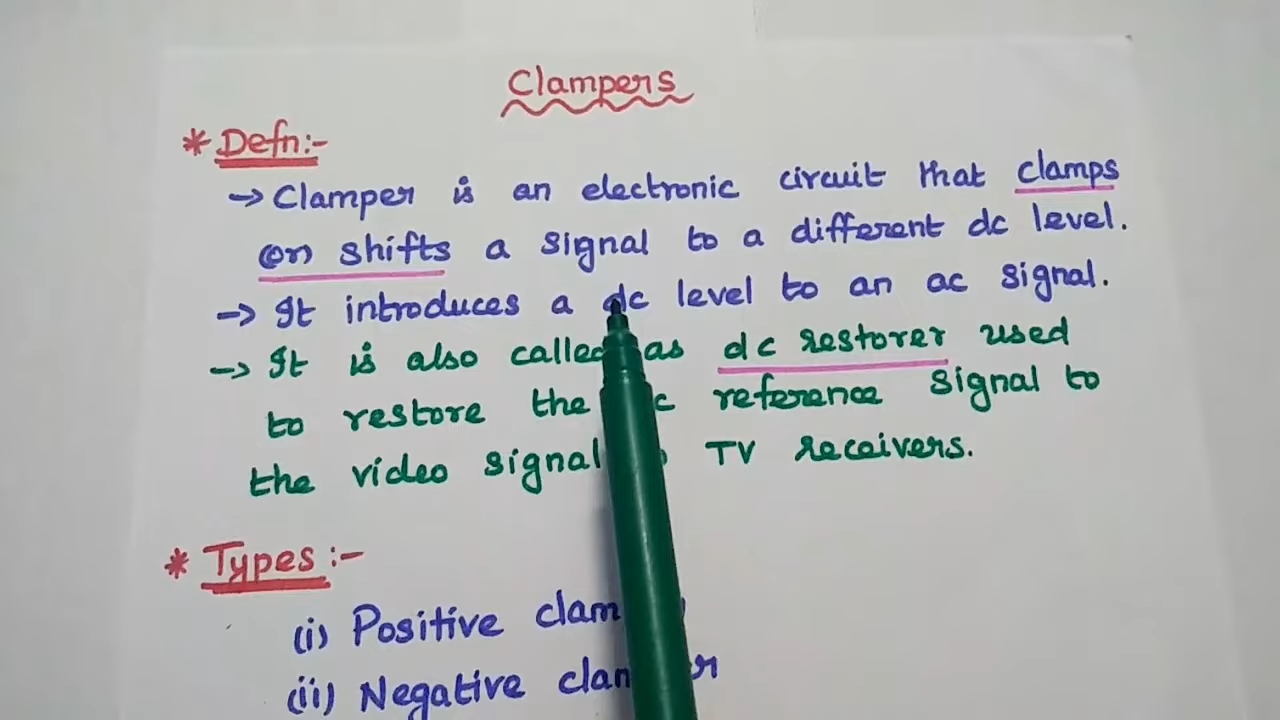 Clampers
* Defn:-
→ Clamper is an electronic circuit that clamps
(or) shifts a signal to a different dc level.
→ It introduces a dc level to an ac signal.
→ It is also called as dc restorer used
to restore the reference signal to
the video signal TV receivers.
* Types:-
(i) Positive
(ii) Negative